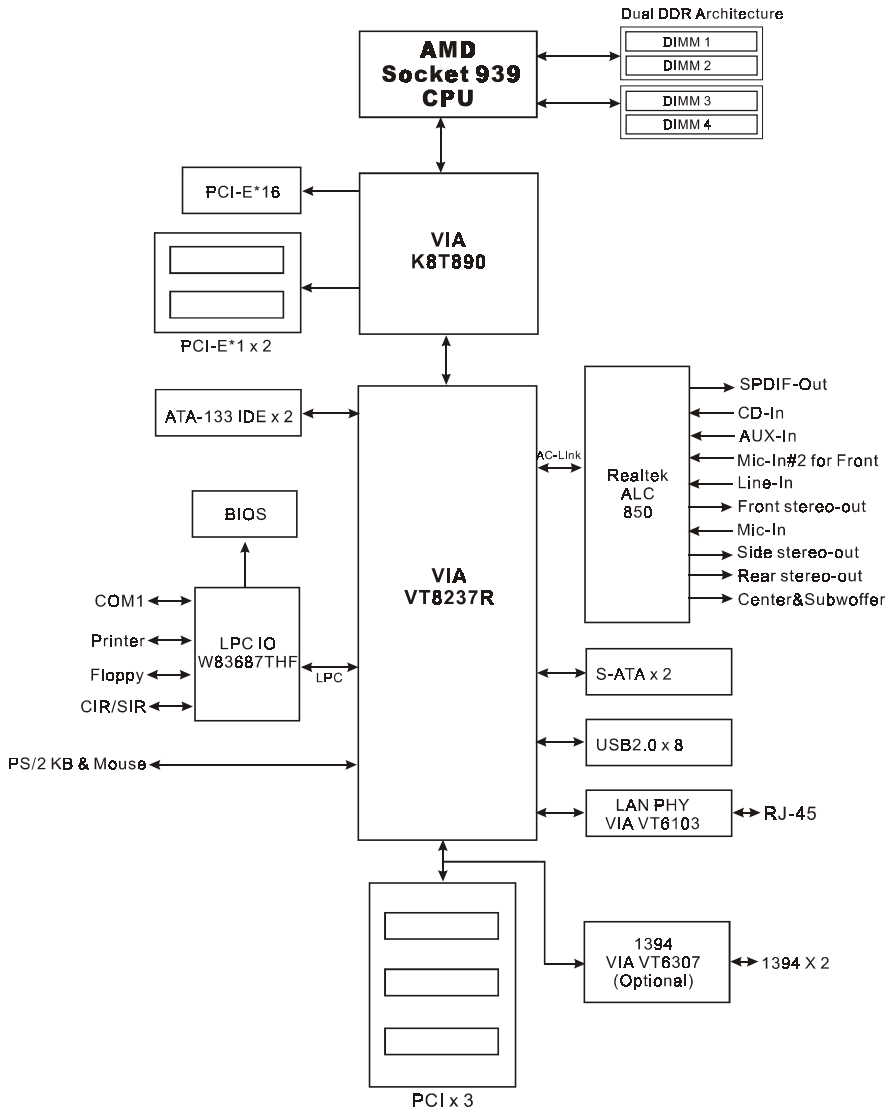 Dual DDR Architecture
AMD
Socket 939
CPU
DIMM 1
DIMM 2
DIMM 3
DIMM 4
PCI-E*16
VIA
K8T890
PCI-E*1 x 2
ATA-133 IDE x 2
AC-Link
Realtek
ALC
850
SPDIF-Out
CD-In
AUX-In
Mic-In#2 for Front
Line-In
Front stereo-out
Mic-In
Side stereo-out
Rear stereo-out
Center&Subwoffer
BIOS
VIA
VT8237R
COM1
Printer
Floppy
CIR/SIR
LPC IO
W83687THF
LPC
S-ATA x 2
USB2.0 x 8
PS/2 KB & Mouse
LAN PHY
VIA VT6103
RJ-45
1394
VIA VT6307
(Optional)
1394 X 2
PCI x 3